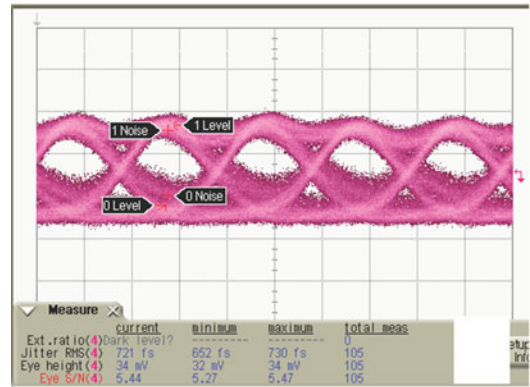 1 Noise
1 Level
0 Level
0 Noise
Measure
current minimum maximum total meas
Ext.ratio(4) Dark level? --------- --------- 0
Jitter RMS(4) 721 fs 652 fs 730 fs 105
Eye height(4) 34 mV 32 mV 34 mV 105
Eye S/N(4) 5.44 5.27 5.47 105
etup
Info